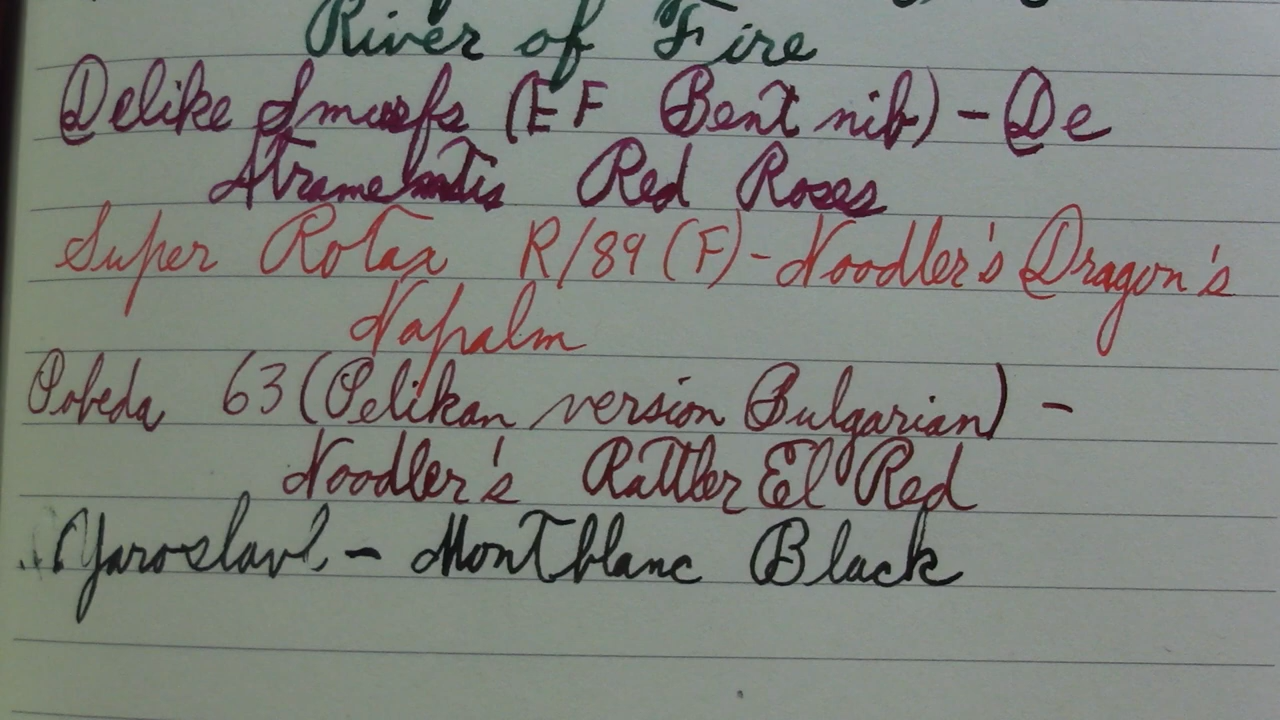 River of Fire
Delike Smurfs (EF Bent nib) - De
Atramentis Red Roses
Super Rotax R/89 (F) - Noodler's Dragon's
Napalm
Pobeda 63 (Pelikan version Bulgarian) -
Noodler's Rattler El Red
Yaroslavl - Montblanc Black